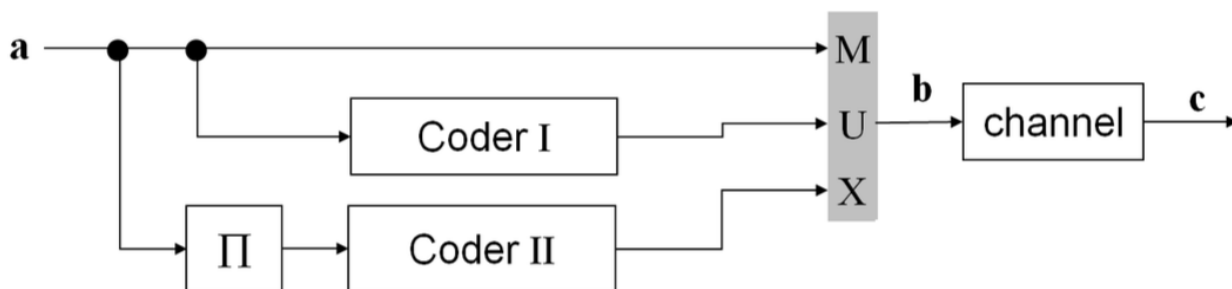 a
M
b
c
Coder I
U
channel
X
Π
Coder II